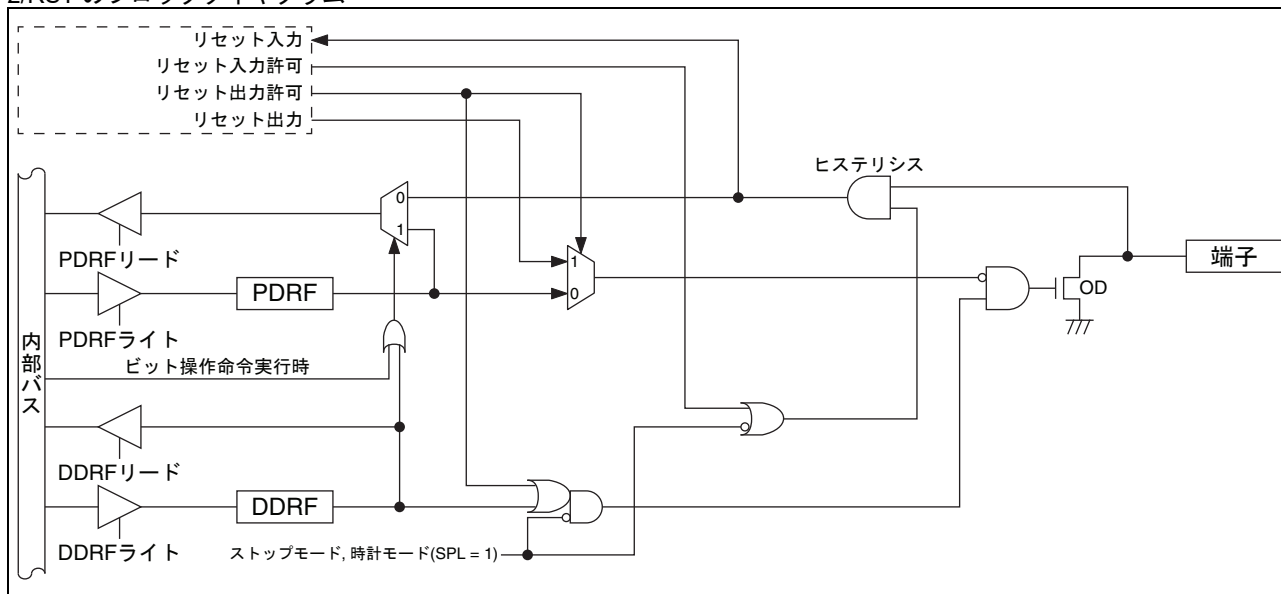 リセット入力
リセット入力許可
リセット出力許可
リセット出力
ヒステリシス
0
1
PDRFリード
1
0
端子
OD
PDRF
PDRFライト
ビット操作命令実行時
内部バス
DDRFリード
DDRF
DDRFライト
ストップモード, 時計モード(SPL = 1)